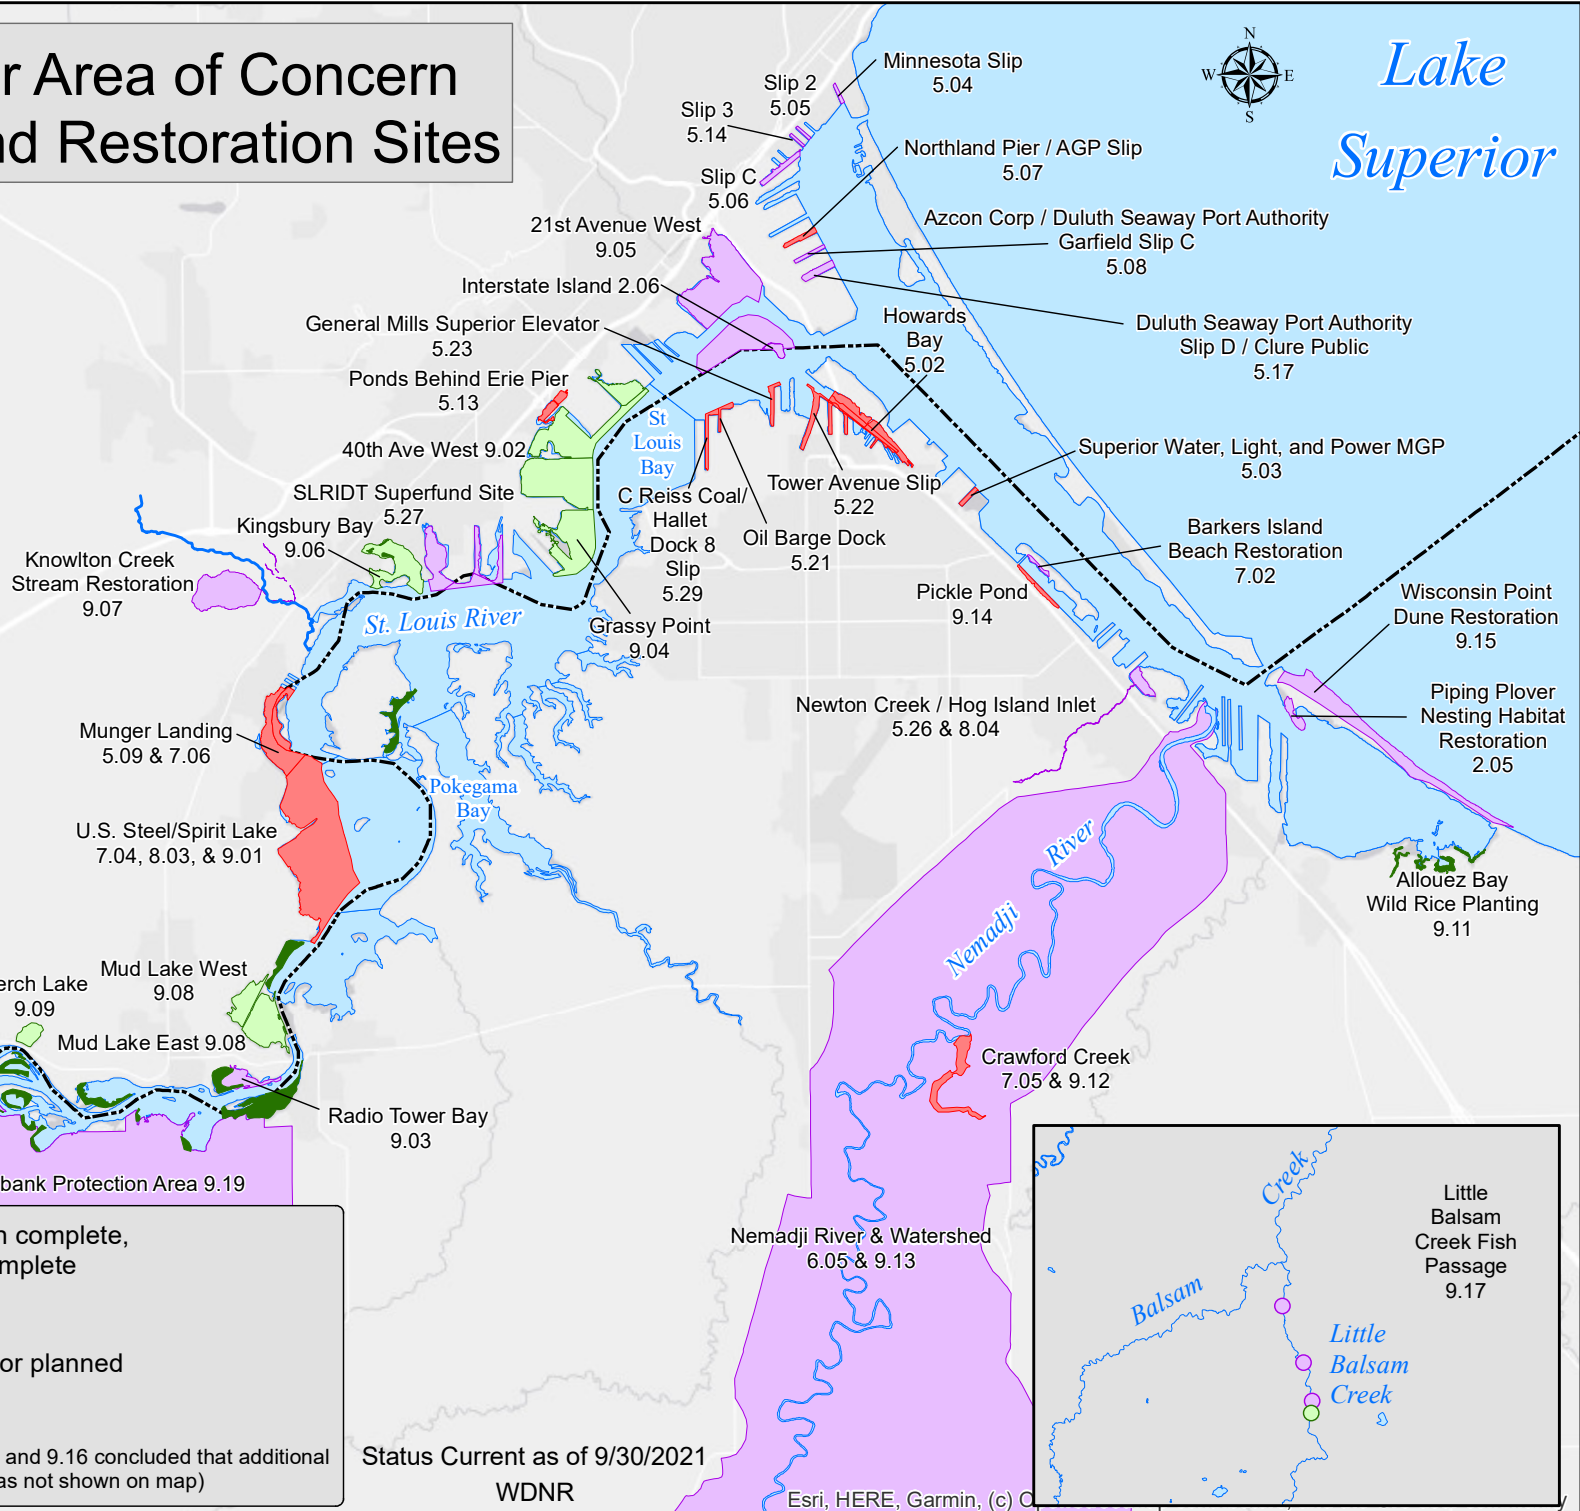 r Area of Concern
nd Restoration Sites
N
W
E
S
Lake
Superior
Minnesota Slip
5.04
Slip 2
5.05
Slip 3
5.14
Northland Pier / AGP Slip
5.07
Slip C
5.06
Azcon Corp / Duluth Seaway Port Authority
Garfield Slip C
5.08
21st Avenue West
9.05
Interstate Island 2.06
General Mills Superior Elevator
5.23
Howards
Bay
5.02
Duluth Seaway Port Authority
Slip D / Clure Public
5.17
Ponds Behind Erie Pier
5.13
St
Louis
Bay
40th Ave West 9.02
Superior Water, Light, and Power MGP
5.03
SLRIDT Superfund Site
5.27
Kingsbury Bay
9.06
C Reiss Coal/
Hallet
Dock 8
Slip
5.29
Tower Avenue Slip
5.22
Oil Barge Dock
5.21
Barkers Island
Beach Restoration
7.02
Knowlton Creek
Stream Restoration
9.07
Pickle Pond
9.14
Wisconsin Point
Dune Restoration
9.15
St. Louis River
Grassy Point
9.04
Newton Creek / Hog Island Inlet
5.26 & 8.04
Piping Plover
Nesting Habitat
Restoration
2.05
Munger Landing
5.09 & 7.06
Pokegama
Bay
U.S. Steel/Spirit Lake
7.04, 8.03, & 9.01
River
Nemadji
Allouez Bay
Wild Rice Planting
9.11
erch Lake
9.09
Mud Lake West
9.08
Mud Lake East 9.08
Crawford Creek
7.05 & 9.12
Radio Tower Bay
9.03
bank Protection Area 9.19
Nemadji River & Watershed
6.05 & 9.13
Creek
Balsam
Little
Balsam
Creek Fish
Passage
9.17
Little
Balsam
Creek
n complete,
mplete
or planned
and 9.16 concluded that additional
as not shown on map)
Status Current as of 9/30/2021
WDNR
Esri, HERE, Garmin, (c) O
y